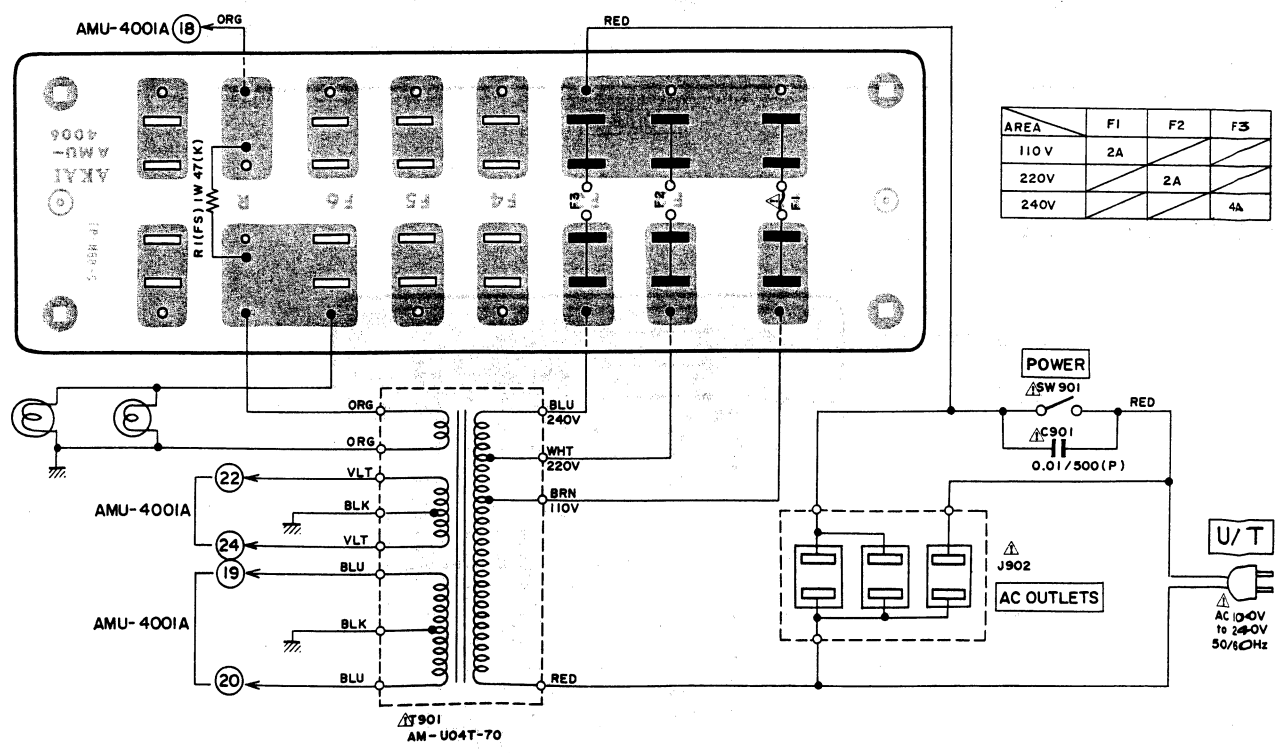 ORG
AMU-4001A 18
RED
4006
AMU-
AKAI
R
F6
F5
F4
F3
F2
F1
R1(FS) 1W 47(K)
AREA F1 F2 F3
110V 2A
220V 2A
240V 4A
POWER
SW901
RED
C901
0.01/500(P)
ORG
BLU
240V
ORG
WHT
220V
VLT
22
BRN
110V
AMU-4001A
BLK
24
VLT
19
BLU
AMU-4001A
BLK
20
BLU
RED
T901
AM-U04T-70
J902
AC OUTLETS
U/T
AC
to
50/60Hz